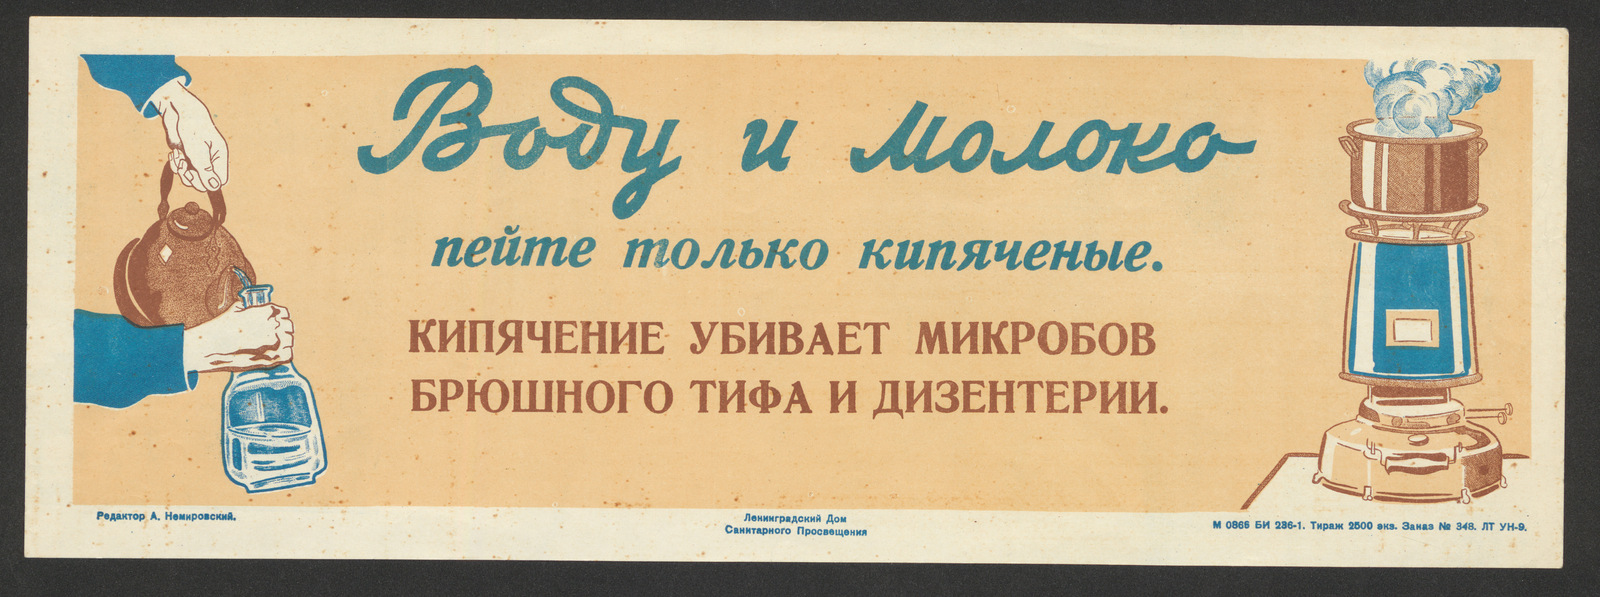 Воду и молоко
пейте только кипяченые.
КИПЯЧЕНИЕ УБИВАЕТ МИКРОБОВ
БРЮШНОГО ТИФА И ДИЗЕНТЕРИИ.
Редактор А. Немировский.
Ленинградский Дом
Санитарного Просвещения
М 0866 БИ 236-1. Тираж 2500 экз. Заказ № 348. ЛТ УН-9.